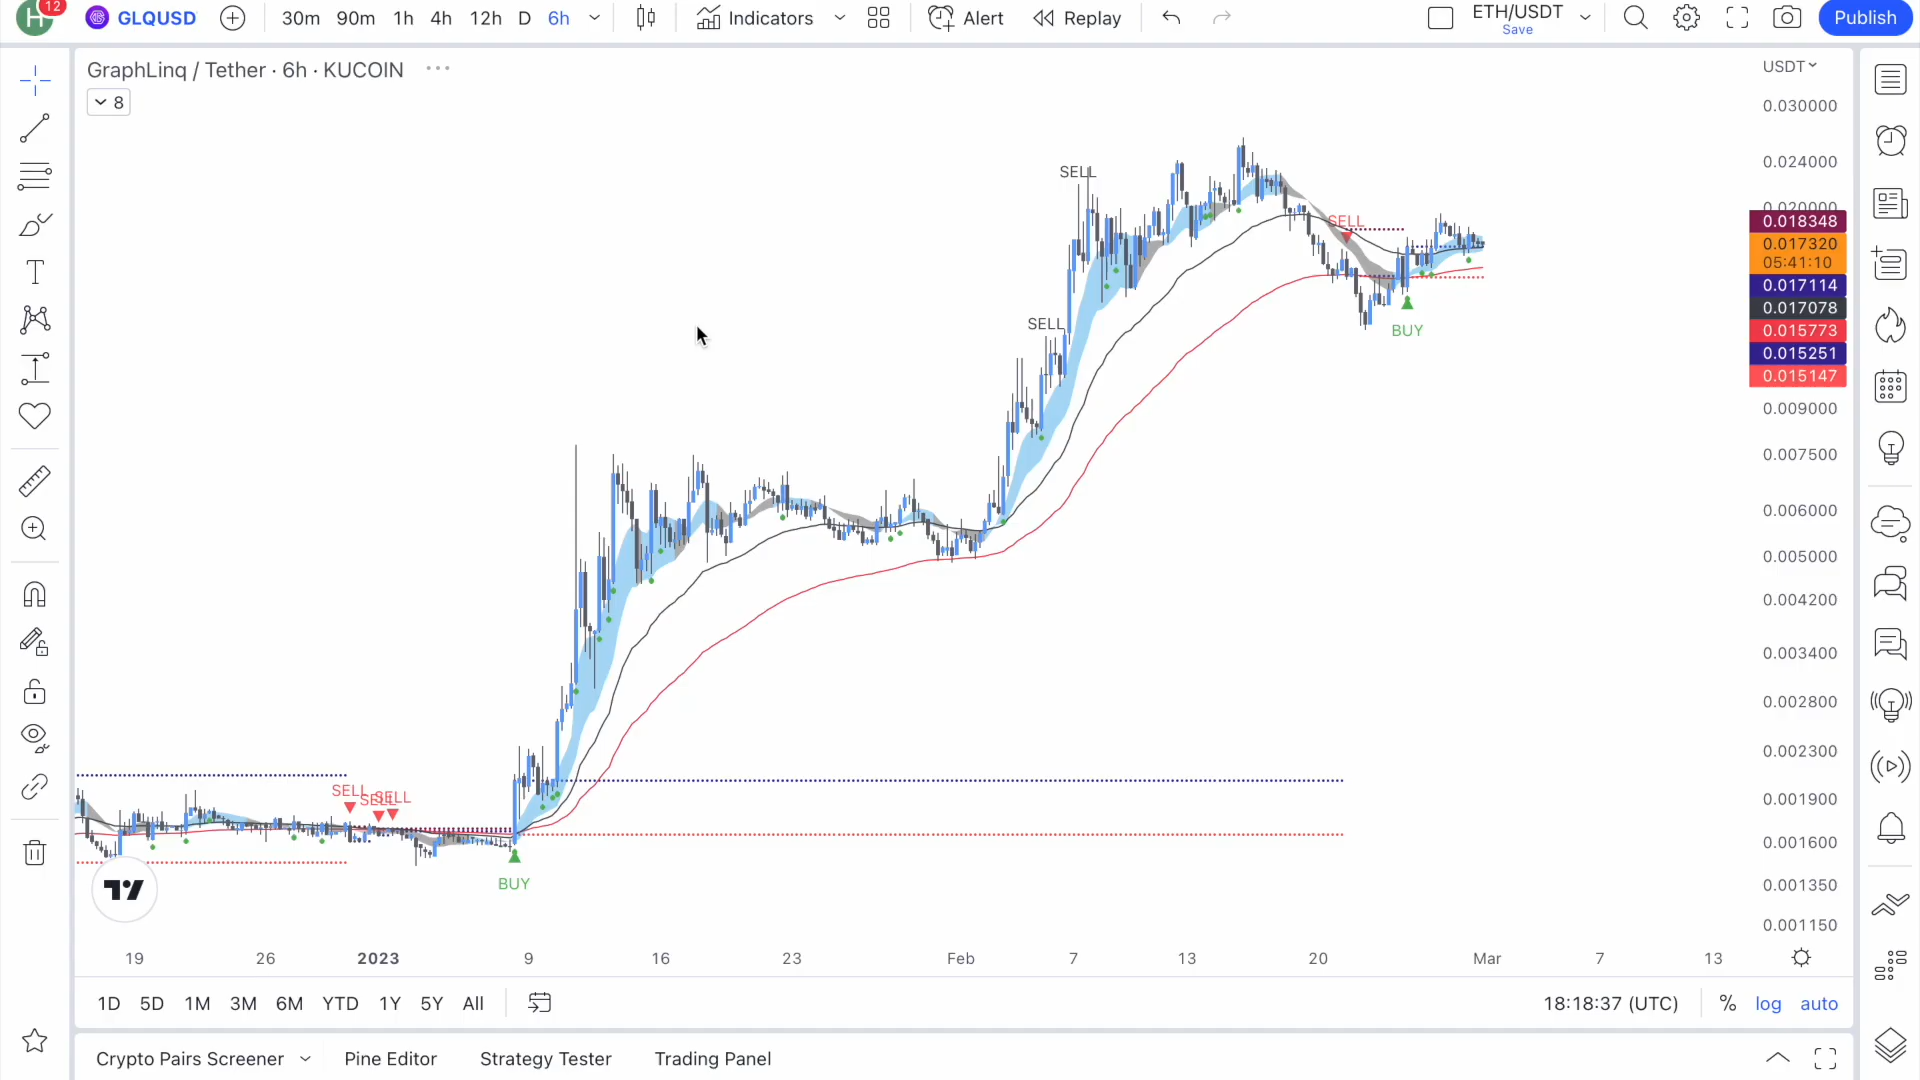 H 12 GLQUSD 30m 90m 1h 4h 12h D 6h Indicators Alert Replay ETH/USDT Save Publish
GraphLinq / Tether · 6h · KUCOIN
8
USDT
0.030000
0.024000
0.020000
0.018348
0.017320
05:41:10
0.017114
0.017078
0.015773
0.015251
0.015147
0.009000
0.007500
0.006000
0.005000
0.004200
0.003400
0.002800
0.002300
0.001900
0.001600
0.001350
0.001150
SELL
SELL
SELL
BUY
SELL
SELL
SELL
BUY
19 26 2023 9 16 23 Feb 7 13 20 Mar 7 13
1D 5D 1M 3M 6M YTD 1Y 5Y All 18:18:37 (UTC) % log auto
Crypto Pairs Screener Pine Editor Strategy Tester Trading Panel